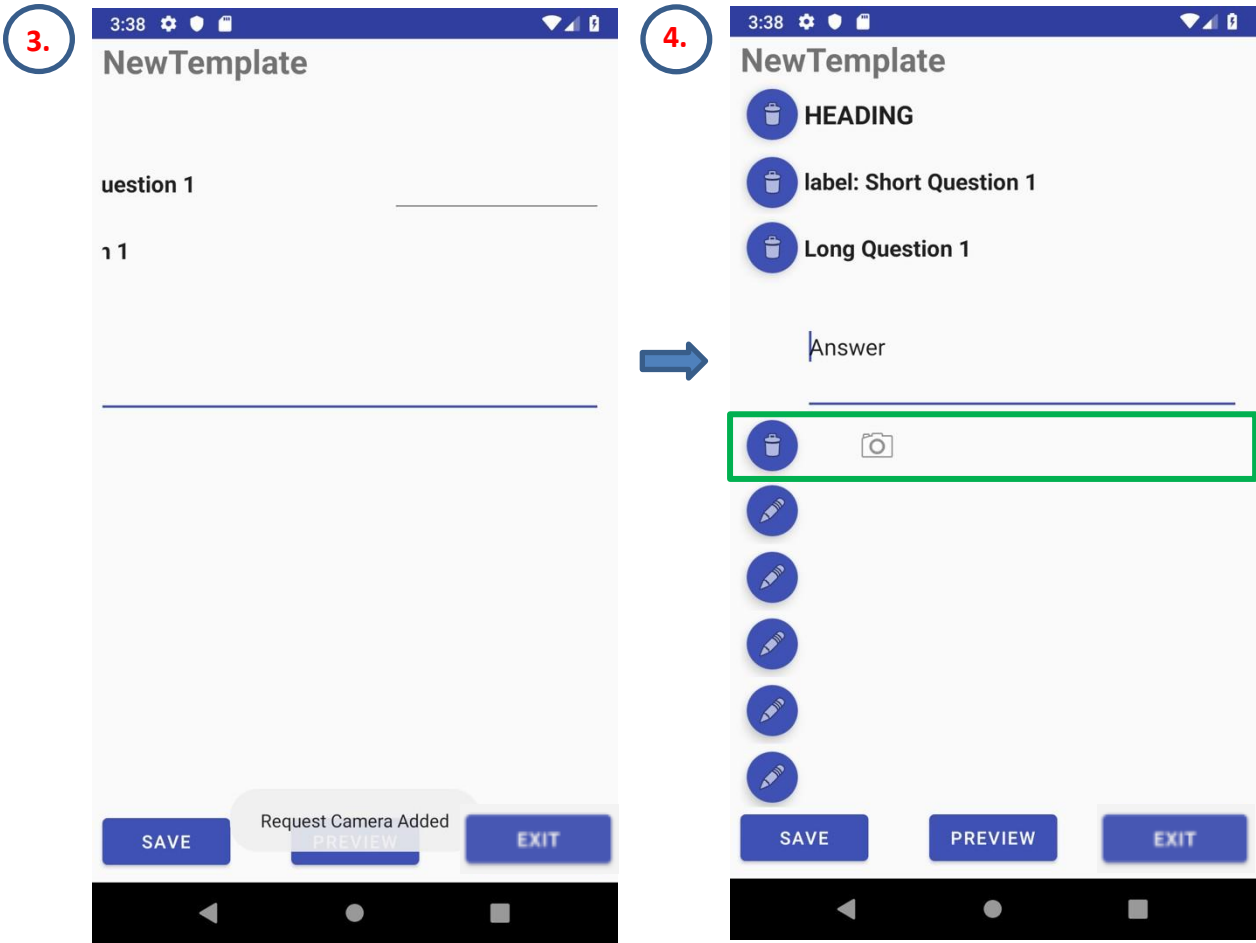 3.
3:38
NewTemplate
uestion 1
n 1
Request Camera Added
SAVE
PREVIEW
EXIT
4.
3:38
NewTemplate
HEADING
label: Short Question 1
Long Question 1
Answer
SAVE
PREVIEW
EXIT